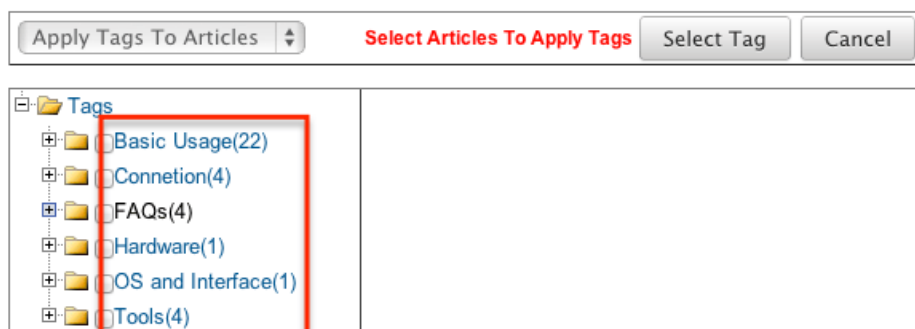 Apply Tags To Articles Select Articles To Apply Tags Select Tag Cancel
Tags
Basic Usage(22)
Connetion(4)
FAQs(4)
Hardware(1)
OS and Interface(1)
Tools(4)